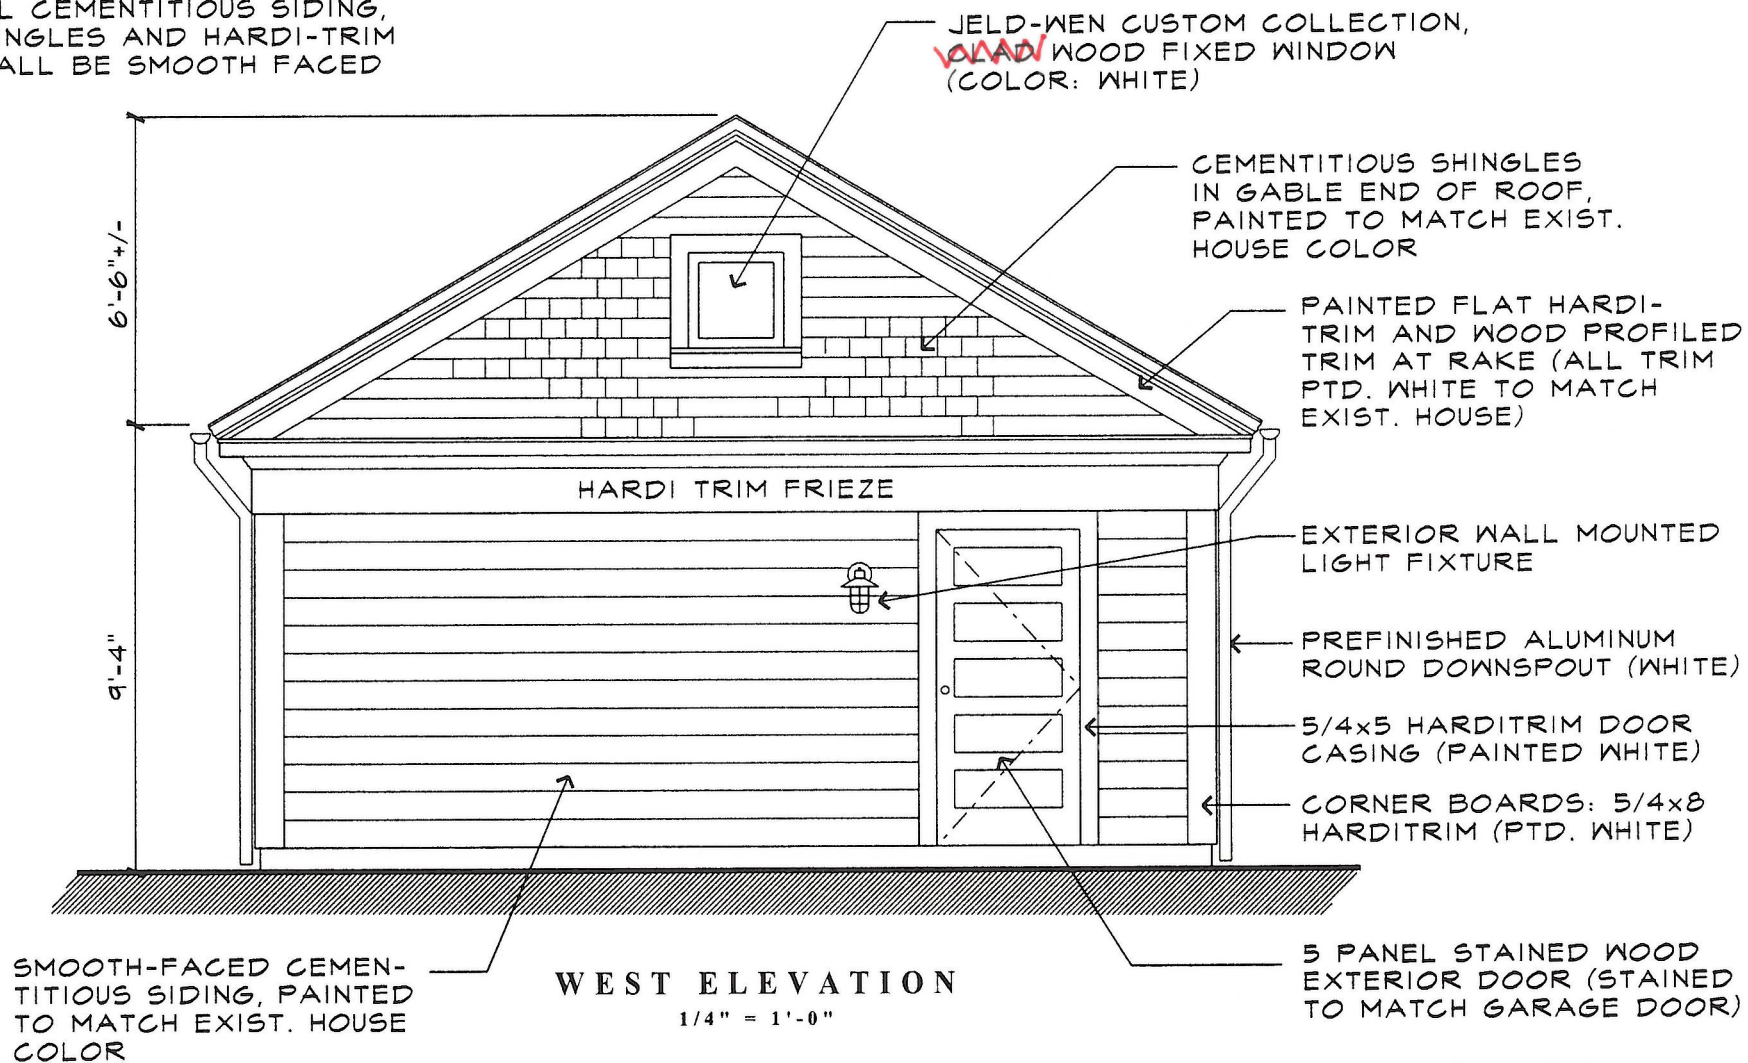 L CEMENTITIOUS SIDING,
NGLES AND HARDI-TRIM
ALL BE SMOOTH FACED
JELD-WEN CUSTOM COLLECTION,
CLAD WOOD FIXED WINDOW
(COLOR: WHITE)
CEMENTITIOUS SHINGLES
IN GABLE END OF ROOF,
PAINTED TO MATCH EXIST.
HOUSE COLOR
6'-6"+/-
PAINTED FLAT HARDI-
TRIM AND WOOD PROFILED
TRIM AT RAKE (ALL TRIM
PTD. WHITE TO MATCH
EXIST. HOUSE)
HARDI TRIM FRIEZE
EXTERIOR WALL MOUNTED
LIGHT FIXTURE
9'-4"
PREFINISHED ALUMINUM
ROUND DOWNSPOUT (WHITE)
5/4x5 HARDITRIM DOOR
CASING (PAINTED WHITE)
CORNER BOARDS: 5/4x8
HARDITRIM (PTD. WHITE)
SMOOTH-FACED CEMEN-
TITIOUS SIDING, PAINTED
TO MATCH EXIST. HOUSE
COLOR
WEST ELEVATION
1/4" = 1'-0"
5 PANEL STAINED WOOD
EXTERIOR DOOR (STAINED
TO MATCH GARAGE DOOR)